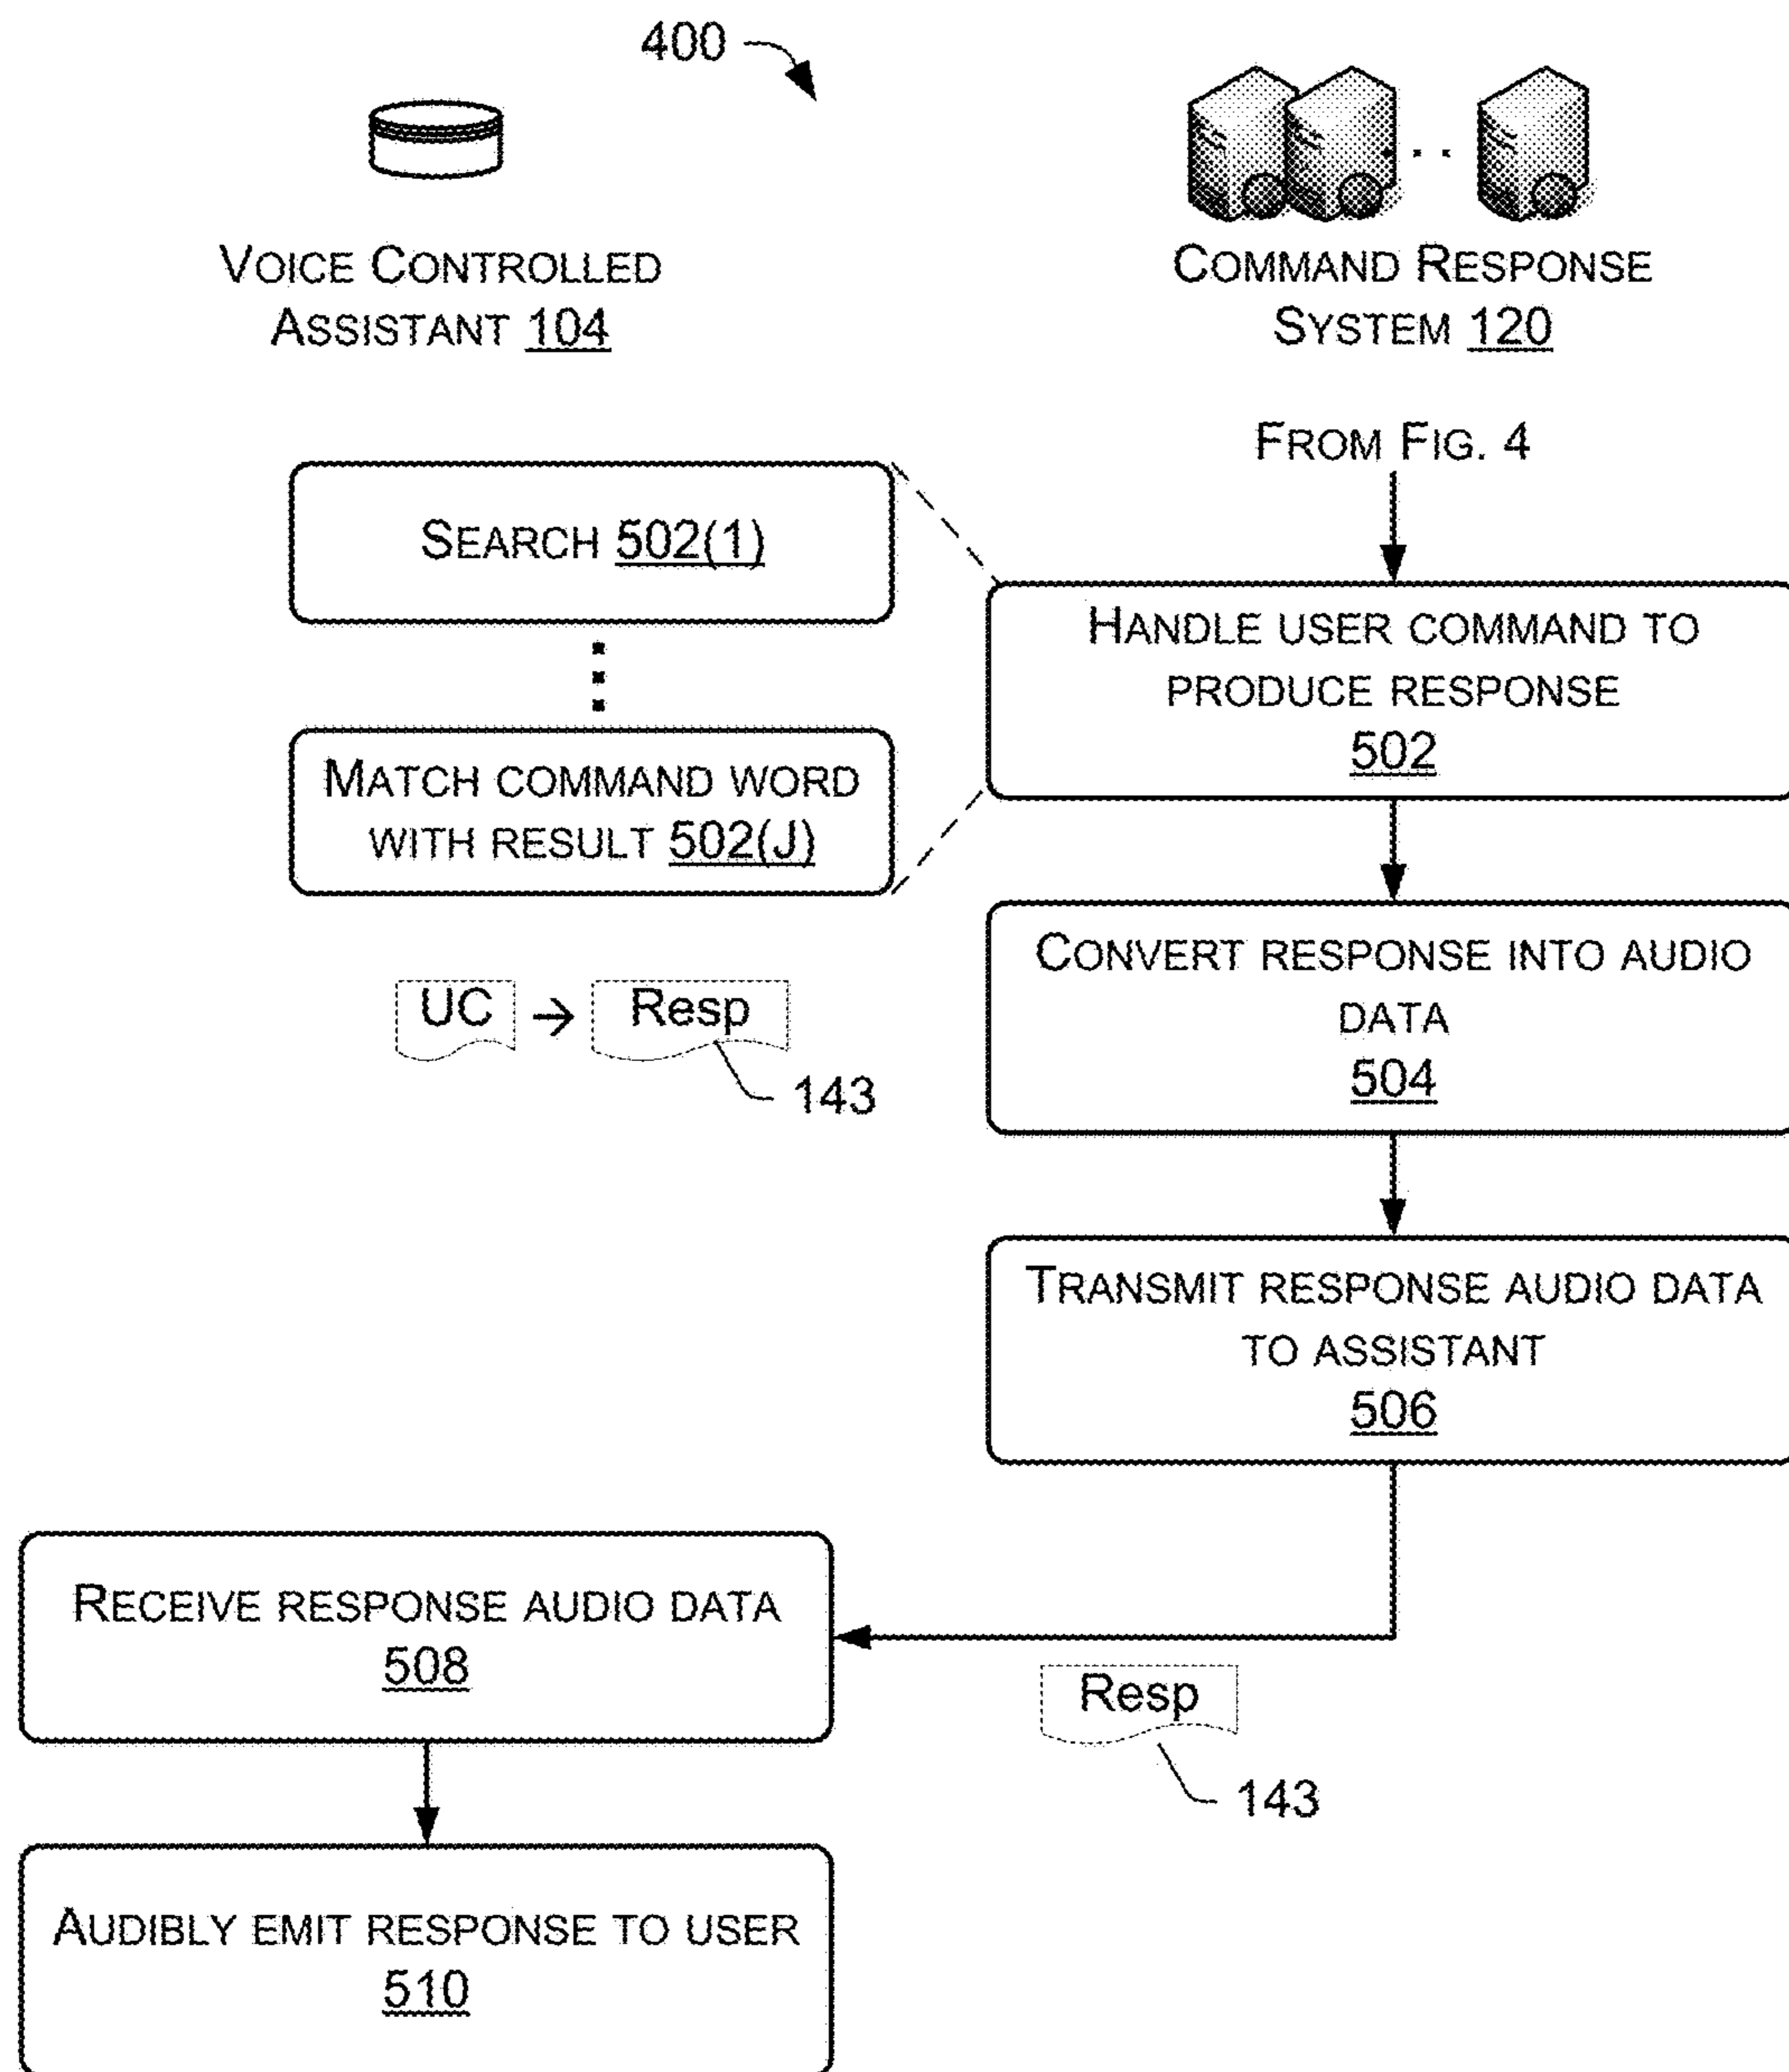 400
VOICE CONTROLLED
ASSISTANT 104
COMMAND RESPONSE
SYSTEM 120
FROM FIG. 4
SEARCH 502(1)
MATCH COMMAND WORD
WITH RESULT 502(J)
HANDLE USER COMMAND TO
PRODUCE RESPONSE
502
UC → Resp
143
CONVERT RESPONSE INTO AUDIO
DATA
504
TRANSMIT RESPONSE AUDIO DATA
TO ASSISTANT
506
RECEIVE RESPONSE AUDIO DATA
508
Resp
143
AUDIBLY EMIT RESPONSE TO USER
510